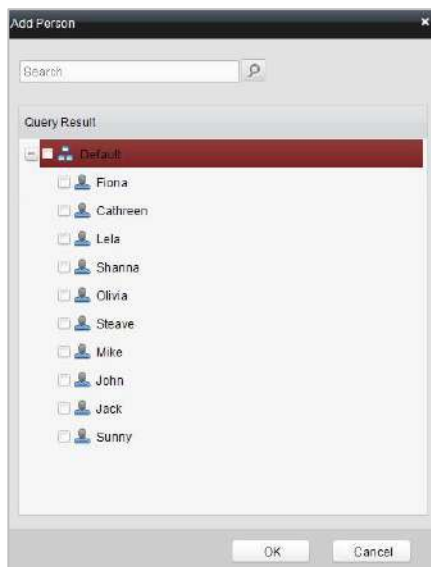 Add Person
Search
Query Result
Default
Fiona
Cathreen
Lela
Shanna
Olivia
Steave
Mike
John
Jack
Sunny
OK Cancel